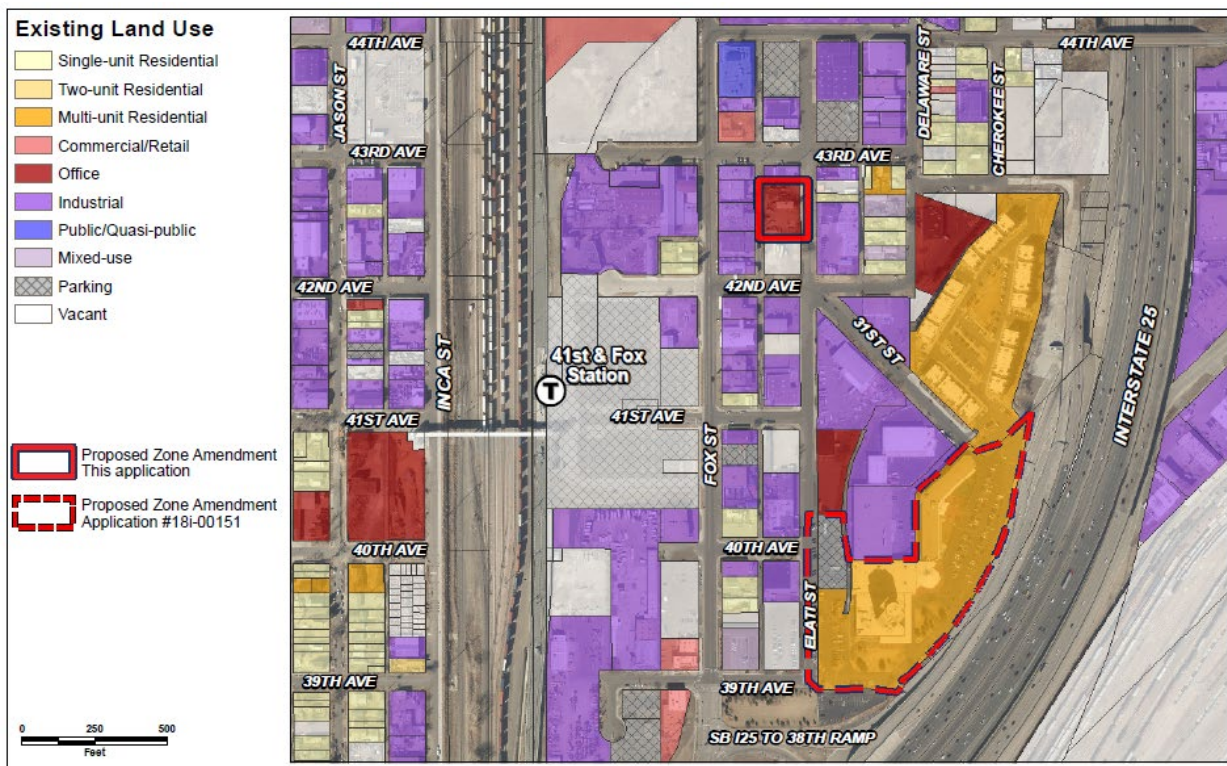 Existing Land Use
Single-unit Residential
Two-unit Residential
Multi-unit Residential
Commercial/Retail
Office
Industrial
Public/Quasi-public
Mixed-use
Parking
Vacant
Proposed Zone Amendment
This application
Proposed Zone Amendment
Application #18i-00151
0 250 500
Feet
44TH AVE
JASON ST
DELAWARE ST
44TH AVE
CHEROKEE ST
43RD AVE
43RD AVE
42ND AVE
42ND AVE
INCA ST
31ST ST
INTERSTATE 25
41st & Fox
Station
T
41ST AVE
41ST AVE
FOX ST
40TH AVE
40TH AVE
ELATI ST
39TH AVE
39TH AVE
SB I25 TO 38TH RAMP